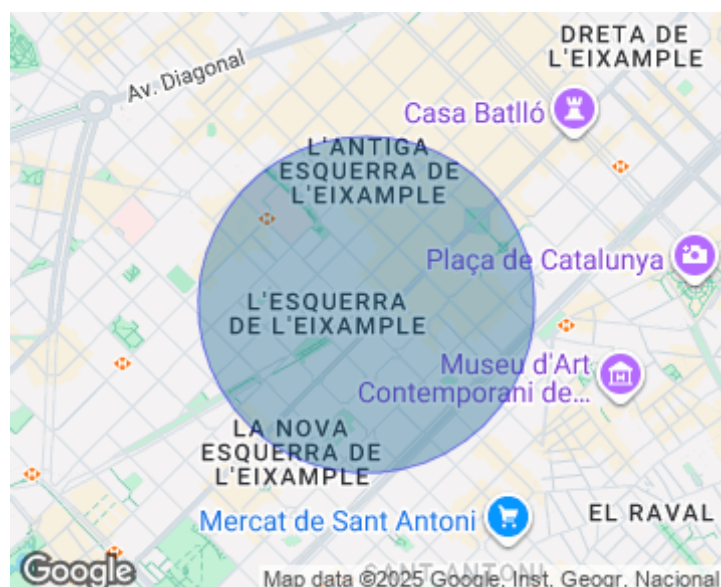 DRETA DE
L'EIXAMPLE
Av. Diagonal
Casa Batlló
L'ANTIGA
ESQUERRA DE
L'EIXAMPLE
Plaça de Catalunya
L'ESQUERRA
DE L'EIXAMPLE
Museu d'Art
Contemporani de...
LA NOVA
ESQUERRA DE
L'EIXAMPLE
Mercat de Sant Antoni
EL RAVAL
SANT ANTONI
Google
Map data ©2025 Google, Inst. Geogr. Nacional